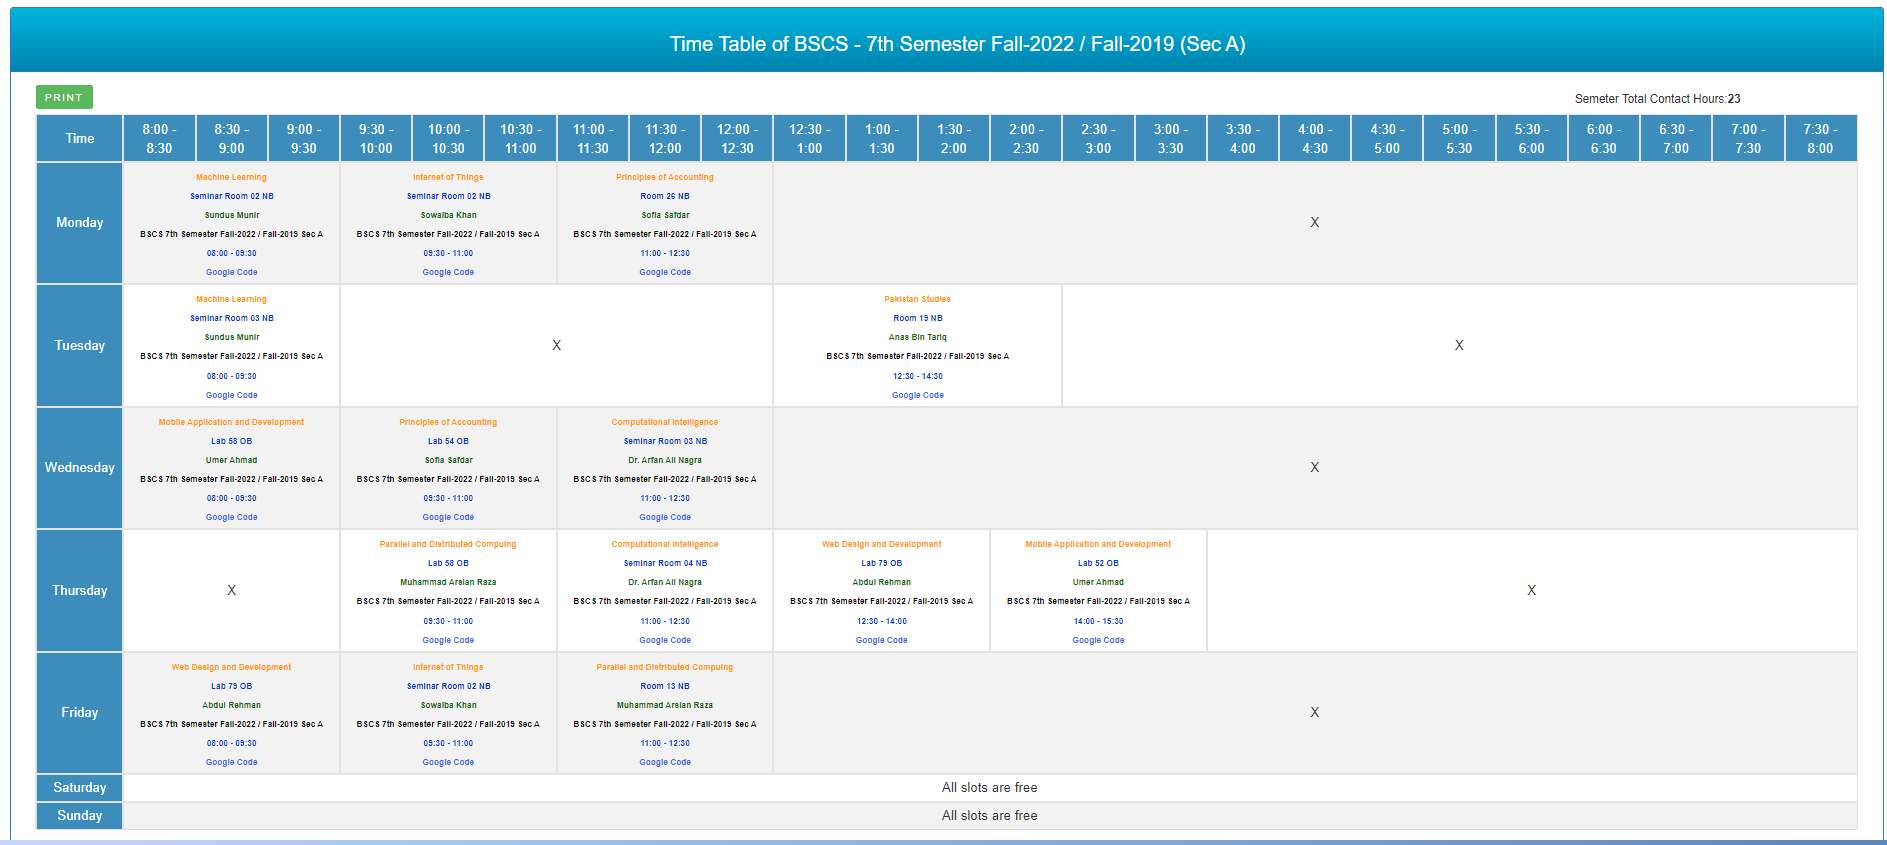 Time Table of BSCS - 7th Semester Fall-2022 / Fall-2019 (Sec A)
PRINT
Semeter Total Contact Hours:23
Time
8:00 - 8:30
8:30 - 9:00
9:00 - 9:30
9:30 - 10:00
10:00 - 10:30
10:30 - 11:00
11:00 - 11:30
11:30 - 12:00
12:00 - 12:30
12:30 - 1:00
1:00 - 1:30
1:30 - 2:00
2:00 - 2:30
2:30 - 3:00
3:00 - 3:30
3:30 - 4:00
4:00 - 4:30
4:30 - 5:00
5:00 - 5:30
5:30 - 6:00
6:00 - 6:30
6:30 - 7:00
7:00 - 7:30
7:30 - 8:00
Monday
Machine Learning
Seminar Room 02 NB
Sundus Munir
BSCS 7th Semester Fall-2022 / Fall-2019 Sec A
08:00 - 09:30
Google Code
Internet of Things
Seminar Room 02 NB
Sowaiba Khan
BSCS 7th Semester Fall-2022 / Fall-2019 Sec A
09:30 - 11:00
Google Code
Principles of Accounting
Room 26 NB
Sofia Safdar
BSCS 7th Semester Fall-2022 / Fall-2019 Sec A
11:00 - 12:30
Google Code
X
Tuesday
Machine Learning
Seminar Room 03 NB
Sundus Munir
BSCS 7th Semester Fall-2022 / Fall-2019 Sec A
08:00 - 09:30
Google Code
X
Pakistan Studies
Room 19 NB
Anas Bin Tariq
BSCS 7th Semester Fall-2022 / Fall-2019 Sec A
12:30 - 14:30
Google Code
X
Wednesday
Mobile Application and Development
Lab 58 OB
Umer Ahmad
BSCS 7th Semester Fall-2022 / Fall-2019 Sec A
08:00 - 09:30
Google Code
Principles of Accounting
Lab 54 OB
Sofia Safdar
BSCS 7th Semester Fall-2022 / Fall-2019 Sec A
09:30 - 11:00
Google Code
Computational Intelligence
Seminar Room 03 NB
Dr. Arfan Ali Nagra
BSCS 7th Semester Fall-2022 / Fall-2019 Sec A
11:00 - 12:30
Google Code
X
Thursday
X
Parallel and Distributed Compuing
Lab 58 OB
Muhammad Arslan Raza
BSCS 7th Semester Fall-2022 / Fall-2019 Sec A
09:30 - 11:00
Google Code
Computational Intelligence
Seminar Room 04 NB
Dr. Arfan Ali Nagra
BSCS 7th Semester Fall-2022 / Fall-2019 Sec A
11:00 - 12:30
Google Code
Web Design and Development
Lab 79 OB
Abdul Rehman
BSCS 7th Semester Fall-2022 / Fall-2019 Sec A
12:30 - 14:00
Google Code
Mobile Application and Development
Lab 52 OB
Umer Ahmad
BSCS 7th Semester Fall-2022 / Fall-2019 Sec A
14:00 - 15:30
Google Code
X
Friday
Web Design and Development
Lab 79 OB
Abdul Rehman
BSCS 7th Semester Fall-2022 / Fall-2019 Sec A
08:00 - 09:30
Google Code
Internet of Things
Seminar Room 02 NB
Sowaiba Khan
BSCS 7th Semester Fall-2022 / Fall-2019 Sec A
09:30 - 11:00
Google Code
Parallel and Distributed Compuing
Room 13 NB
Muhammad Arslan Raza
BSCS 7th Semester Fall-2022 / Fall-2019 Sec A
11:00 - 12:30
Google Code
X
Saturday
All slots are free
Sunday
All slots are free